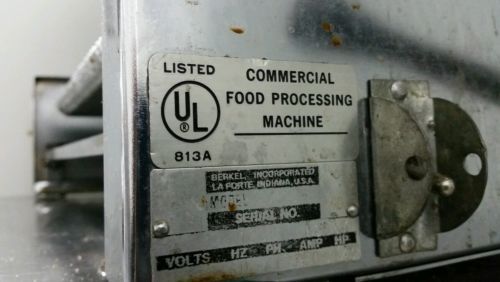 LISTED
UL
®
813A
COMMERCIAL
FOOD PROCESSING
MACHINE
BERKEL, INCORPORATED
LA PORTE, INDIANA, U.S.A.
MODEL
SERIAL NO.
VOLTS HZ PH. AMP HP